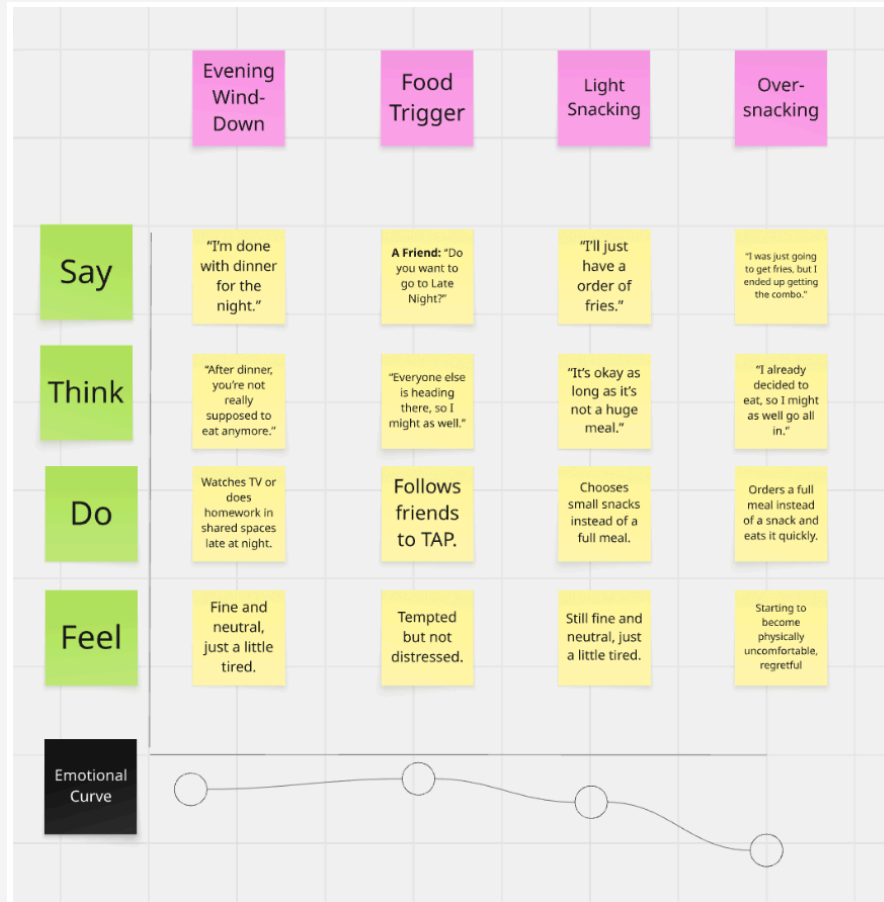 Evening
Wind-
Down
Food
Trigger
Light
Snacking
Over-
snacking
Say
“I’m done
with dinner
for the
night.”
A Friend: “Do
you want to
go to Late
Night?”
“I’ll just
have a
order of
fries.”
“I was just going
to get fries, but I
ended up getting
the combo.”
Think
“After dinner,
you’re not
really
supposed to
eat anymore.”
“Everyone else
is heading
there, so I
might as well.”
“It’s okay as
long as it’s
not a huge
meal.”
“I already
decided to
eat, so I might
as well go all
in.”
Do
Watches TV or
does
homework in
shared spaces
late at night.
Follows
friends
to TAP.
Chooses
small snacks
instead of a
full meal.
Orders a full
meal instead
of a snack and
eats it quickly.
Feel
Fine and
neutral,
just a little
tired.
Tempted
but not
distressed.
Still fine and
neutral, just
a little tired.
Starting to
become
physically
uncomfortable,
regretful
Emotional
Curve